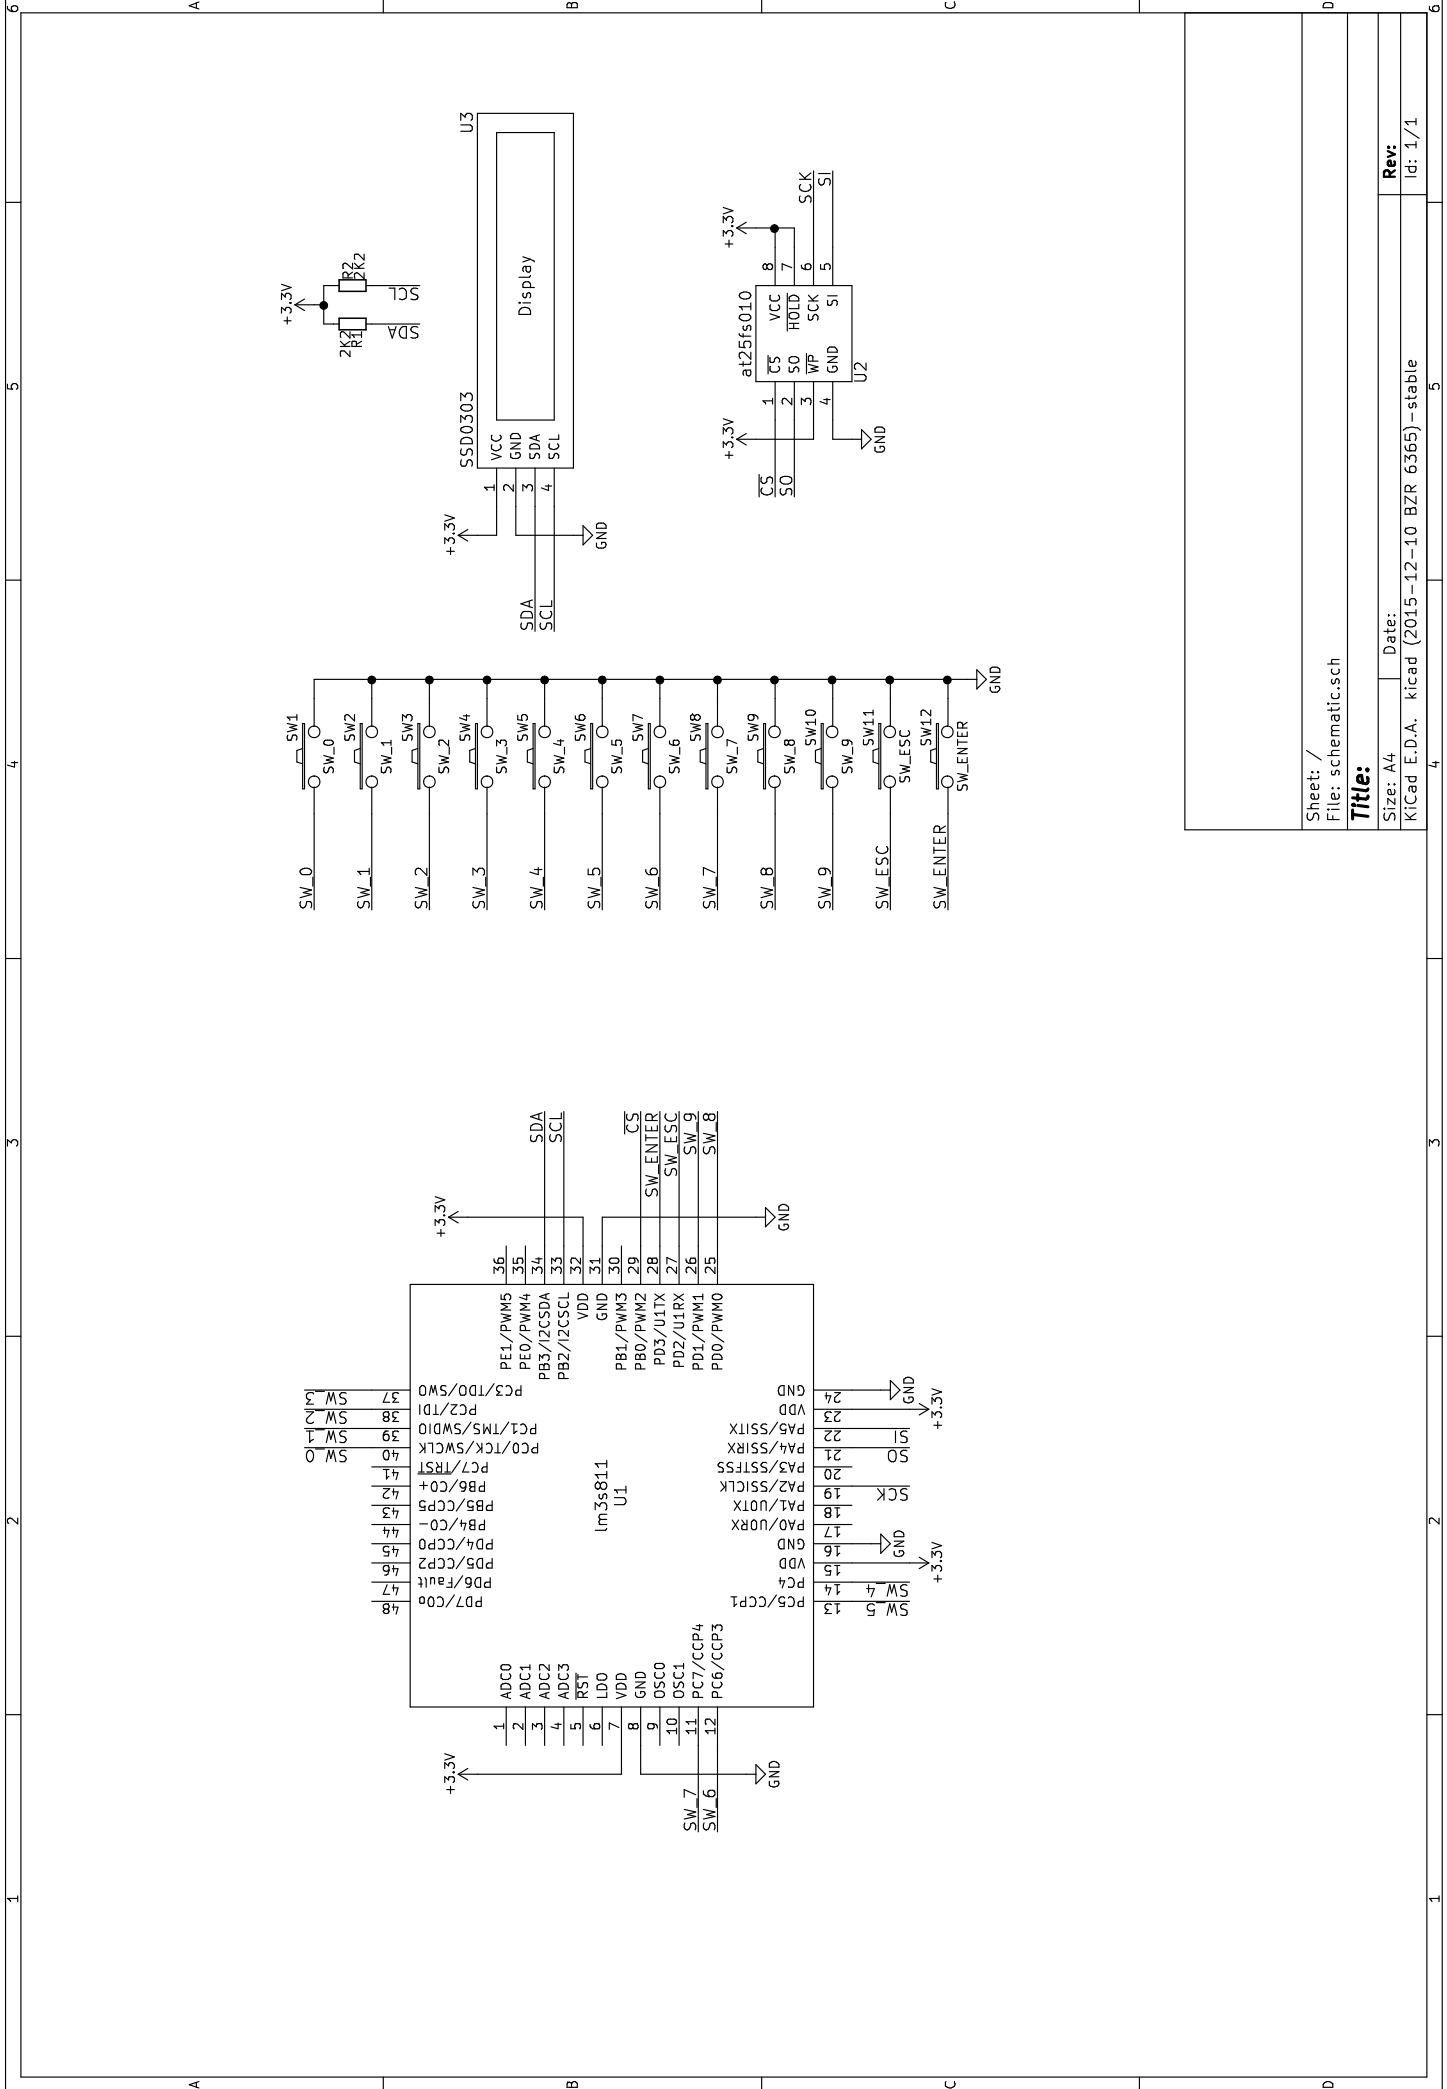 1
2
3
4
5
6
A
B
C
D
+3.3V
ADC0
1
ADC1
2
ADC2
3
ADC3
4
RST
5
LDO
6
VDD
7
GND
8
OSC0
9
OSC1
10
PC7/CCP4
11
PC6/CCP3
12
SW_7
SW_6
GND
PC5/CCP1
13
SW_5
PC4
14
SW_4
VDD
15
+3.3V
GND
16
GND
PA0/U0RX
17
PA1/U0TX
18
PA2/SSICLK
19
SCK
PA3/SSTFSS
20
PA4/SSIRX
21
SO
PA5/SSITX
22
SI
VDD
23
+3.3V
GND
24
GND
lm3s811
U1
PD0/PWM0
25
SW_8
PD1/PWM1
26
SW_9
PD2/U1RX
27
SW_ESC
PD3/U1TX
28
SW_ENTER
PB0/PWM2
29
CS
PB1/PWM3
30
GND
31
GND
VDD
32
+3.3V
PB2/I2CSCL
33
SCL
PB3/I2CSDA
34
SDA
PE0/PWM4
35
PE1/PWM5
36
PC3/TDO/SWO
37
SW_3
PC2/TDI
38
SW_2
PC1/TMS/SWDIO
39
SW_1
PC0/TCK/SWCLK
40
SW_0
PC7/TRST
41
PB6/C0+
42
PB5/CCP5
43
PB4/C0-
44
PD4/CCP0
45
PD5/CCP2
46
PD6/Fault
47
PD7/C0o
48
SW_0
SW1
SW_0
SW_1
SW2
SW_1
SW_2
SW3
SW_2
SW_3
SW4
SW_3
SW_4
SW5
SW_4
SW_5
SW6
SW_5
SW_6
SW7
SW_6
SW_7
SW8
SW_7
SW_8
SW9
SW_8
SW_9
SW10
SW_9
SW_ESC
SW11
SW_ESC
SW_ENTER
SW12
SW_ENTER
GND
+3.3V
2K2
R1
R2
2K2
SDA
SCL
SSD0303
U3
+3.3V
1
VCC
2
GND
3
SDA
4
SCL
Display
SDA
SCL
GND
at25fs010
U2
+3.3V
+3.3V
CS
1
CS
SO
2
SO
3
WP
4
GND
GND
VCC
8
HOLD
7
SCK
6
SCK
SI
5
SI
Sheet: /
File: schematic.sch
Title:
Size: A4
Date:
Rev:
KiCad E.D.A. kicad (2015-12-10 BZR 6365)-stable
Id: 1/1
1
2
3
4
5
6
A
B
C
D